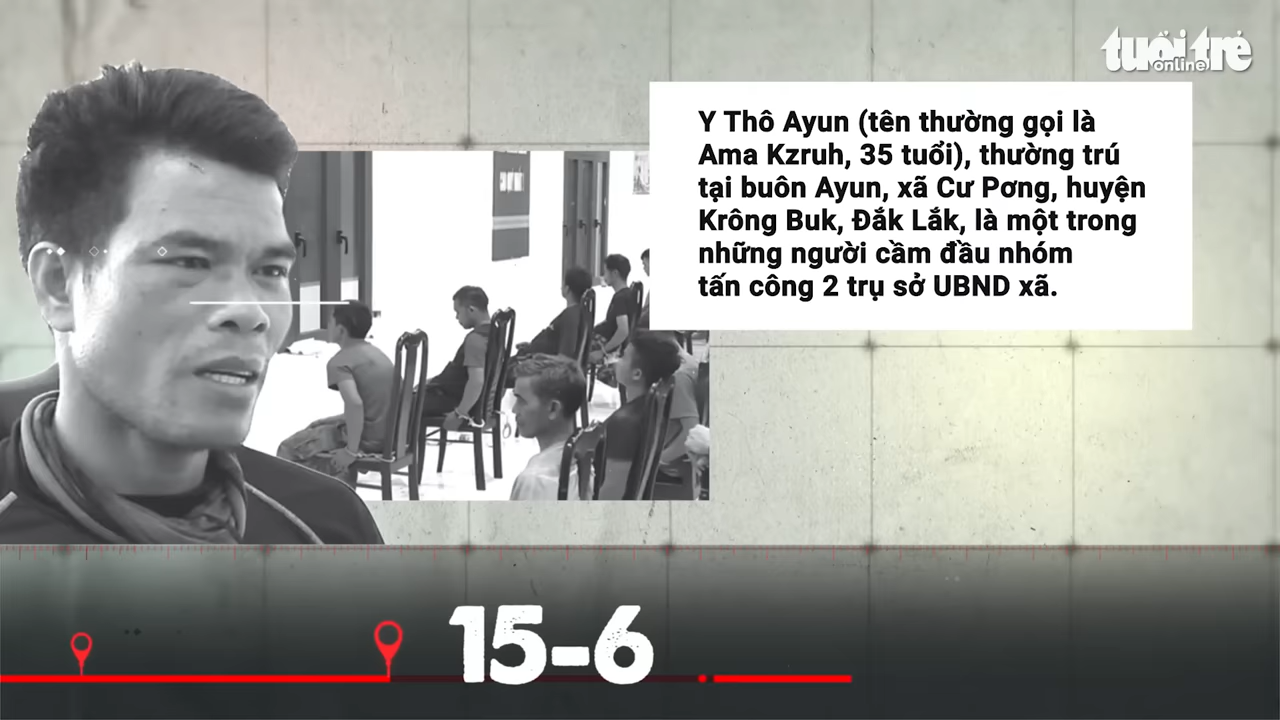 tuổi trẻ
online
Y Thô Ayun (tên thường gọi là
Ama Kzruh, 35 tuổi), thường trú
tại buôn Ayun, xã Cư Pơng, huyện
Krông Buk, Đắk Lắk, là một trong
những người cầm đầu nhóm
tấn công 2 trụ sở UBND xã.
15-6